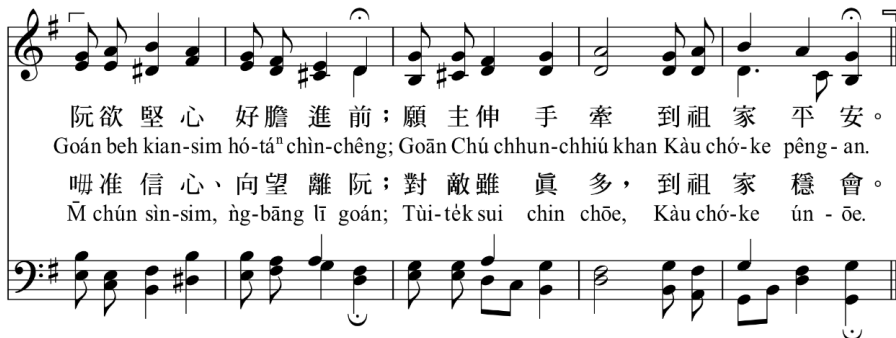 阮欲堅心好膽進前；願主伸手牽到祖家平安。
Goán beh kian-sim hó-táⁿ chìn-chêng; Goān Chú chhun-chhiú khan Kàu chó͘-ke pêng-an.
呣准信心、向望離阮；對敵雖眞多，到祖家穩會。
M̄ chún sìn-sim, ǹg-bāng lī goán; Tùi-te̍k sui chin chōe, Kàu chó͘-ke ún-ōe.